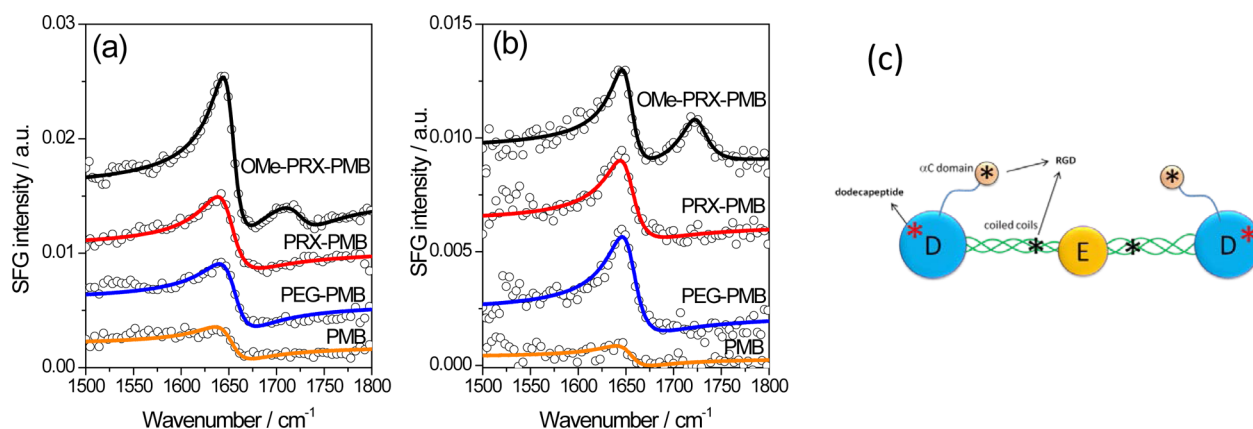 (a)
0.03
0.02
0.01
0.00
SFG intensity / a.u.
OMe-PRX-PMB
PRX-PMB
PEG-PMB
PMB
1500 1550 1600 1650 1700 1750 1800
Wavenumber / cm-1
(b)
0.015
0.010
0.005
0.000
SFG intensity / a.u.
OMe-PRX-PMB
PRX-PMB
PEG-PMB
PMB
1500 1550 1600 1650 1700 1750 1800
Wavenumber / cm-1
(c)
αC domain
*
RGD
*
dodecapeptide
*
D
coiled coils
*
E
*
D
*